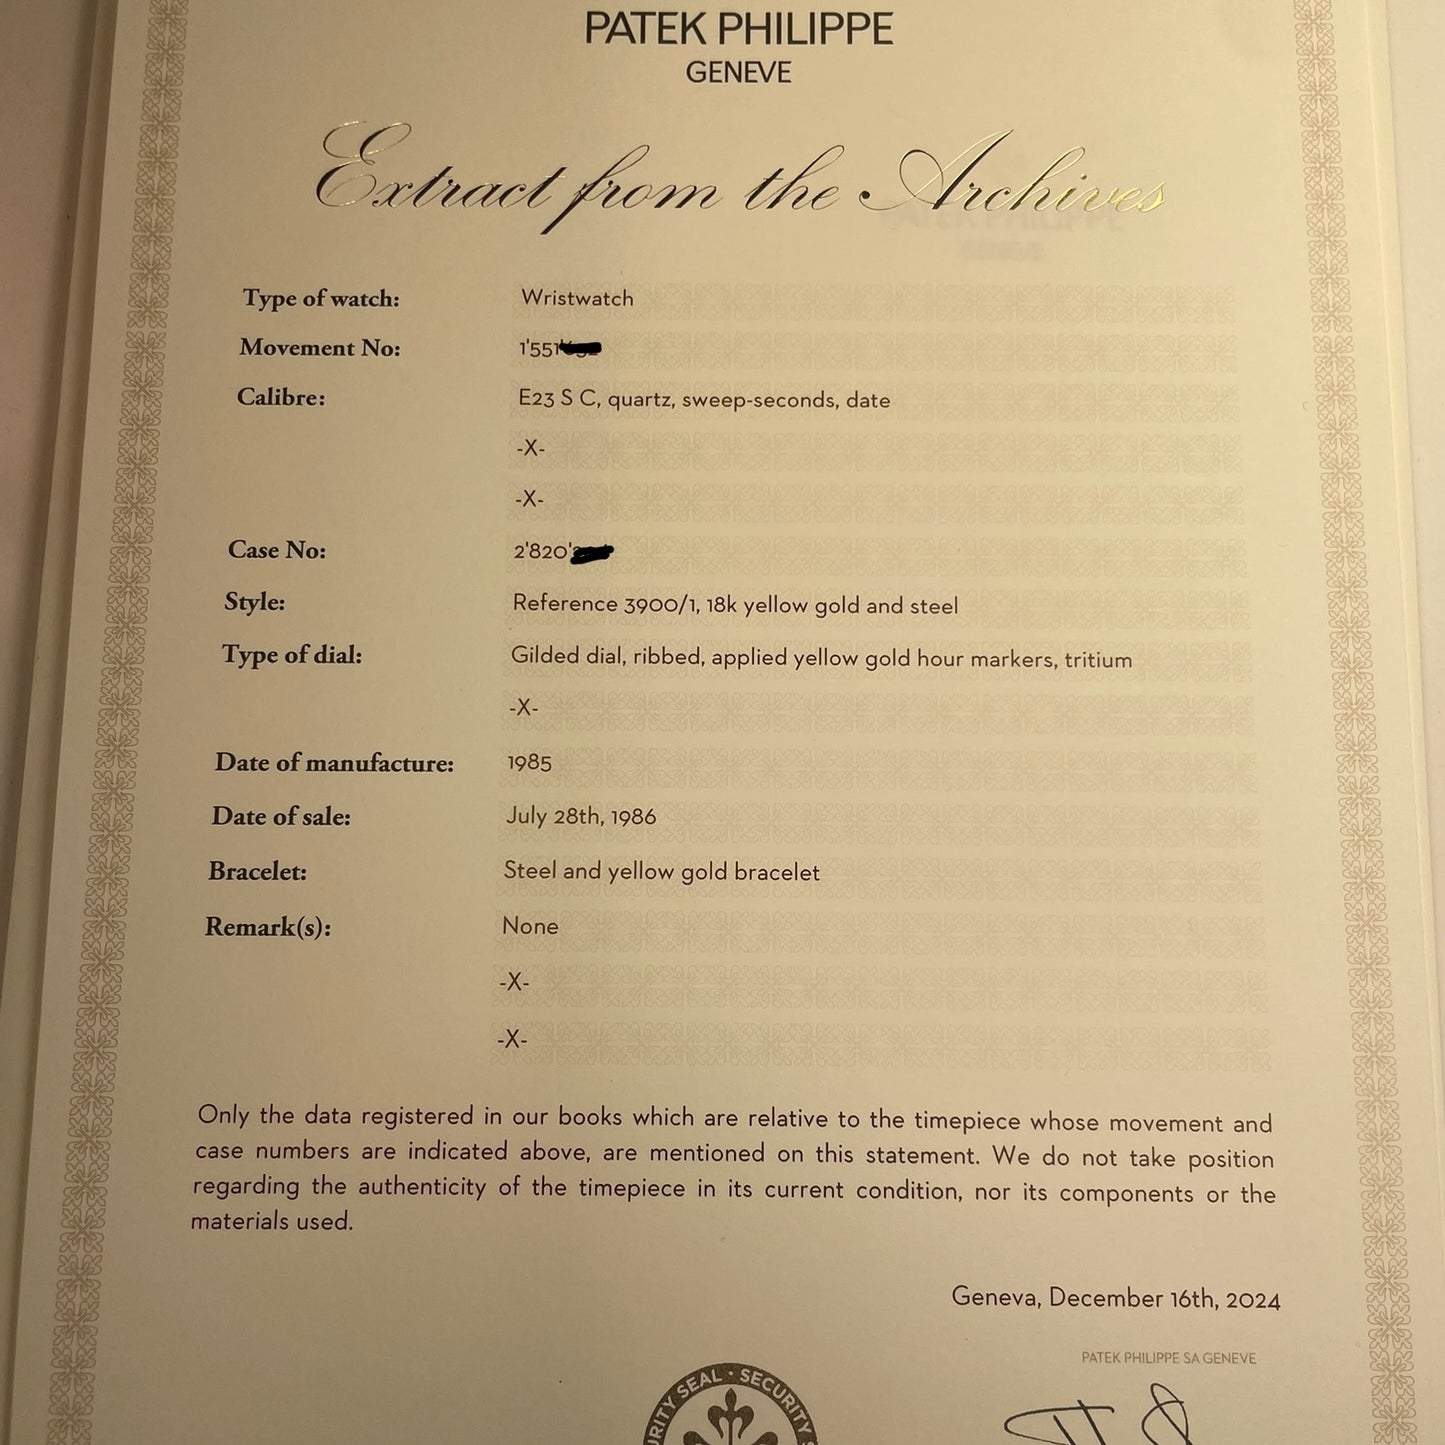 PATEK PHILIPPE
GENEVE
Extract from the Archives
Type of watch: Wristwatch
Movement No: 1'551
Calibre: E23 S C, quartz, sweep-seconds, date
-X-
-X-
Case No: 2'820'
Style: Reference 3900/1, 18k yellow gold and steel
Type of dial: Gilded dial, ribbed, applied yellow gold hour markers, tritium
-X-
Date of manufacture: 1985
Date of sale: July 28th, 1986
Bracelet: Steel and yellow gold bracelet
Remark(s): None
-X-
-X-
Only the data registered in our books which are relative to the timepiece whose movement and
case numbers are indicated above, are mentioned on this statement. We do not take position
regarding the authenticity of the timepiece in its current condition, nor its components or the
materials used.
Geneva, December 16th, 2024
PATEK PHILIPPE SA GENEVE
SEAL · SECURITY